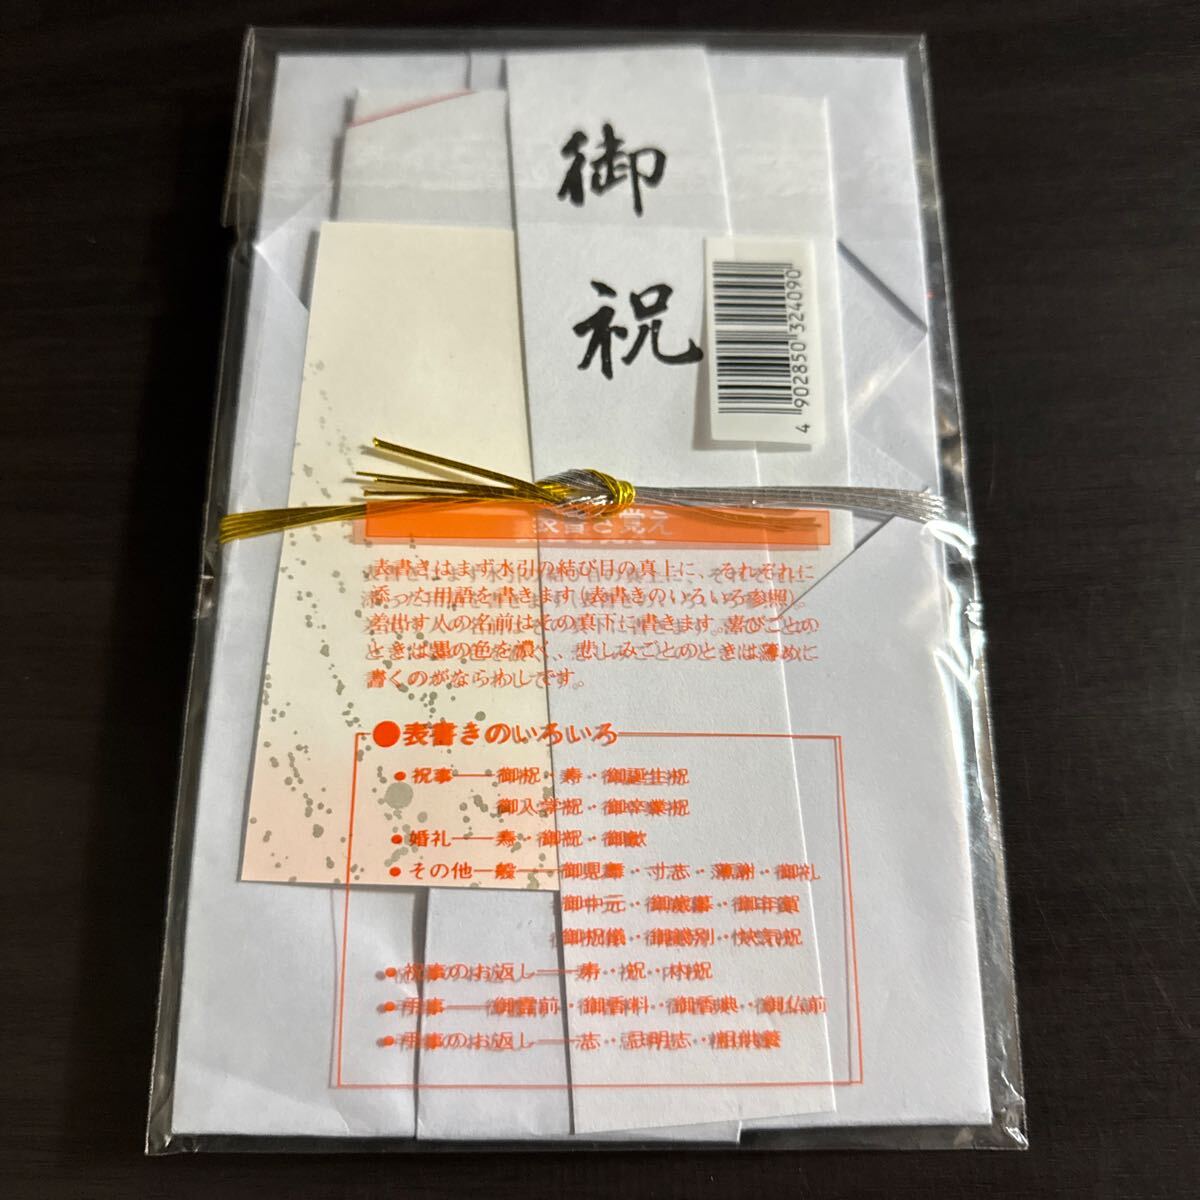 御祝
4 902850 324090
表書き覚え
表書きはまず水引の結び目の真上に、それぞれに
添った用語を書きます(表書きのいろいろ参照)。
差出す人の名前はその真下に書きます。喜びごとの
ときは墨の色を濃く、悲しみごとのときは薄めに
書くのがならわしです。
●表書きのいろいろ
●祝事──御祝・寿・御誕生祝
御入学祝・御卒業祝
●婚礼──寿・御祝・御歓
●その他一般──御見舞・寸志・薄謝・御礼
御中元・御歳暮・御年賀
御祝儀・御餞別・快気祝
●祝事のお返し──寿・祝・内祝
●弔事──御霊前・御香料・御香典・御仏前
●弔事のお返し──志・忌明志・粗供養